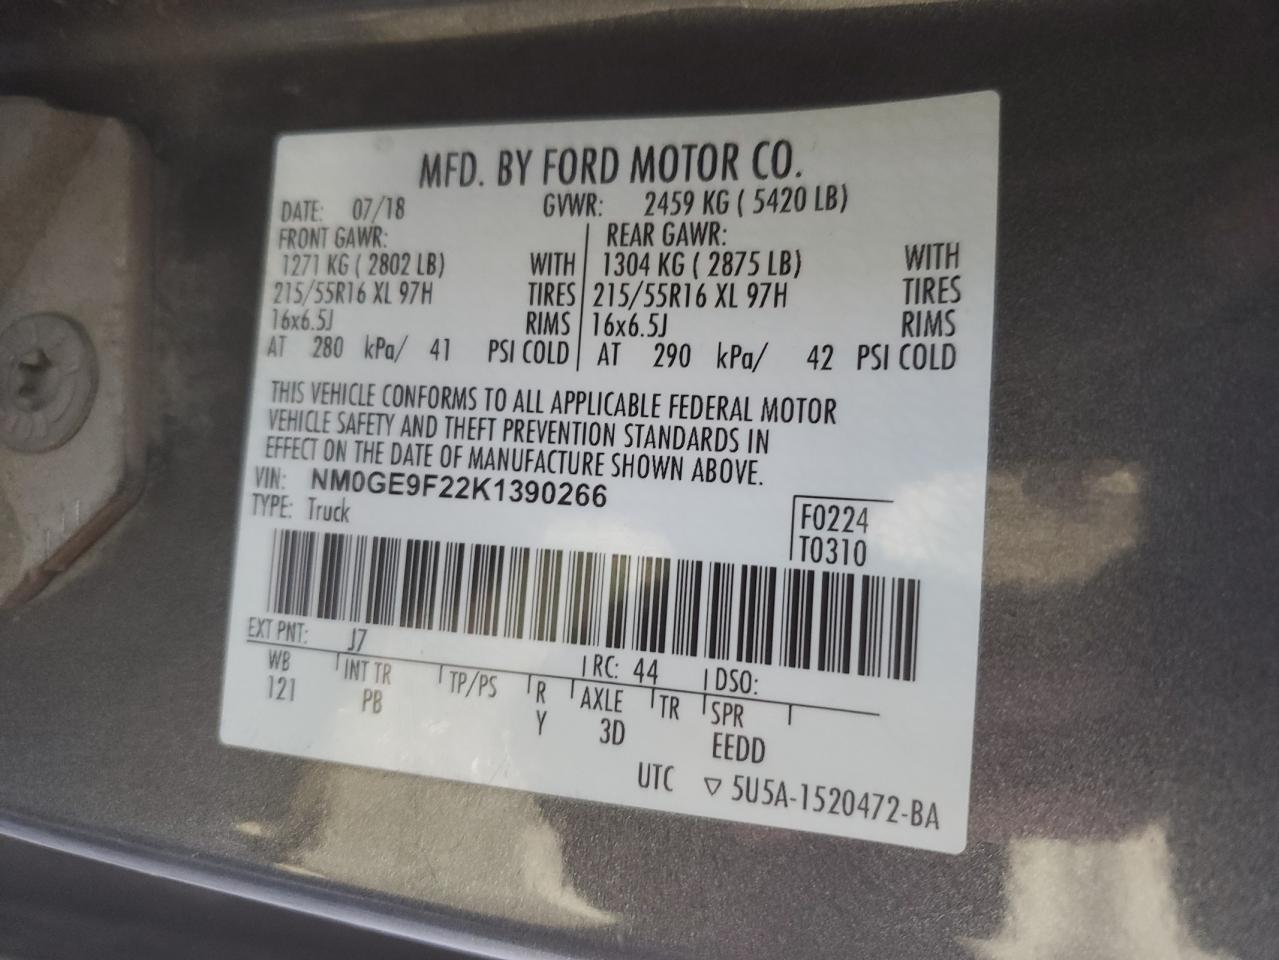 MFD. BY FORD MOTOR CO.
DATE: 07/18 GVWR: 2459 KG ( 5420 LB)
FRONT GAWR: REAR GAWR:
1271 KG ( 2802 LB) WITH 1304 KG ( 2875 LB) WITH
215/55R16 XL 97H TIRES 215/55R16 XL 97H TIRES
16x6.5J RIMS 16x6.5J RIMS
AT 280 kPa/ 41 PSI COLD AT 290 kPa/ 42 PSI COLD
THIS VEHICLE CONFORMS TO ALL APPLICABLE FEDERAL MOTOR
VEHICLE SAFETY AND THEFT PREVENTION STANDARDS IN
EFFECT ON THE DATE OF MANUFACTURE SHOWN ABOVE.
VIN: NM0GE9F22K1390266
TYPE: Truck F0224
T0310
EXT PNT: J7 RC: 44 DSO:
WB INT TR TP/PS R AXLE TR SPR
121 PB Y 3D EEDD
UTC ▽ 5U5A-1520472-BA